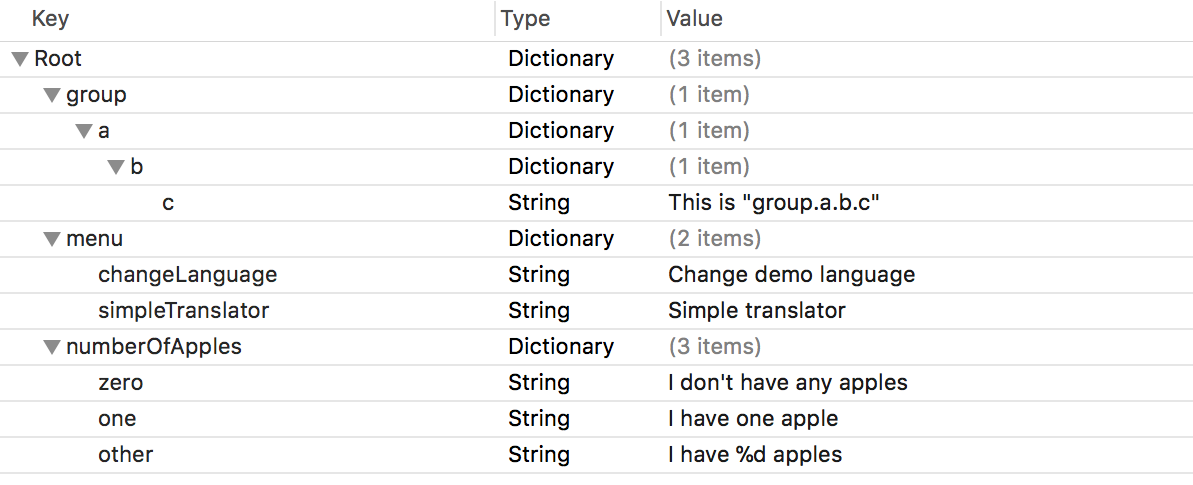 Key Type Value
Root Dictionary (3 items)
group Dictionary (1 item)
a Dictionary (1 item)
b Dictionary (1 item)
c String This is "group.a.b.c"
menu Dictionary (2 items)
changeLanguage String Change demo language
simpleTranslator String Simple translator
numberOfApples Dictionary (3 items)
zero String I don't have any apples
one String I have one apple
other String I have %d apples